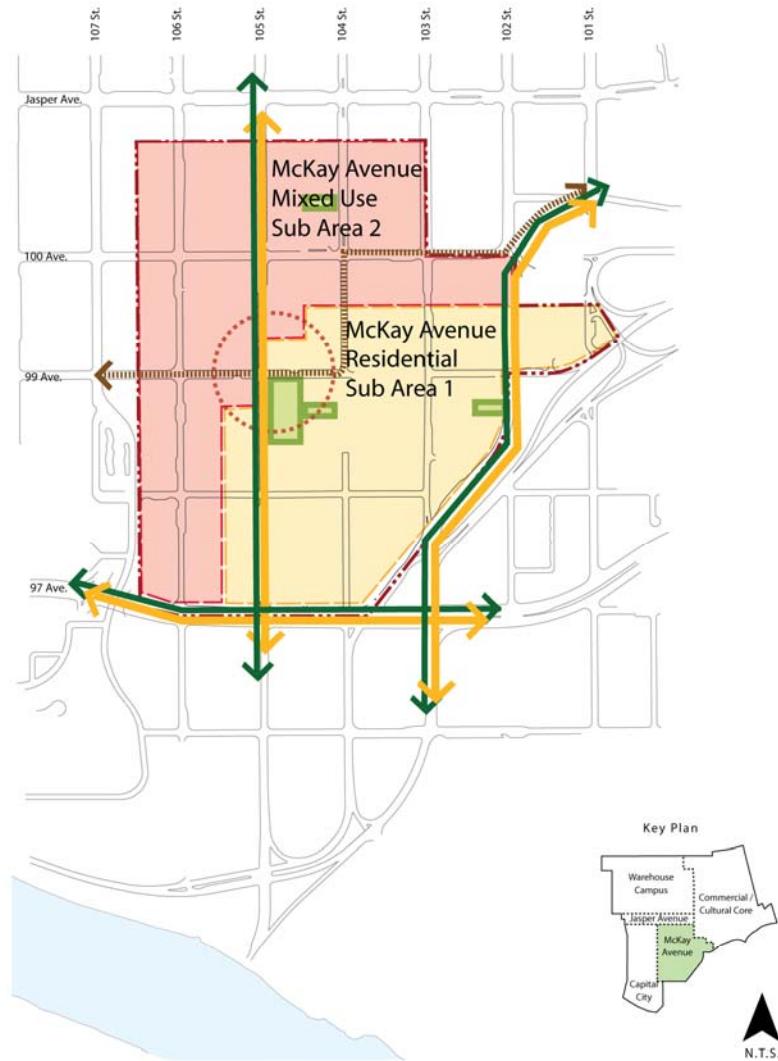 107 St.
106 St.
105 St.
104 St.
103 St.
102 St.
101 St.
Jasper Ave.
McKay Avenue
Mixed Use
Sub Area 2
100 Ave.
McKay Avenue
Residential
Sub Area 1
99 Ave.
97 Ave.
Key Plan
Warehouse
Campus
Commercial /
Cultural Core
Jasper Avenue
McKay
Avenue
Capital
City
N.T.S.